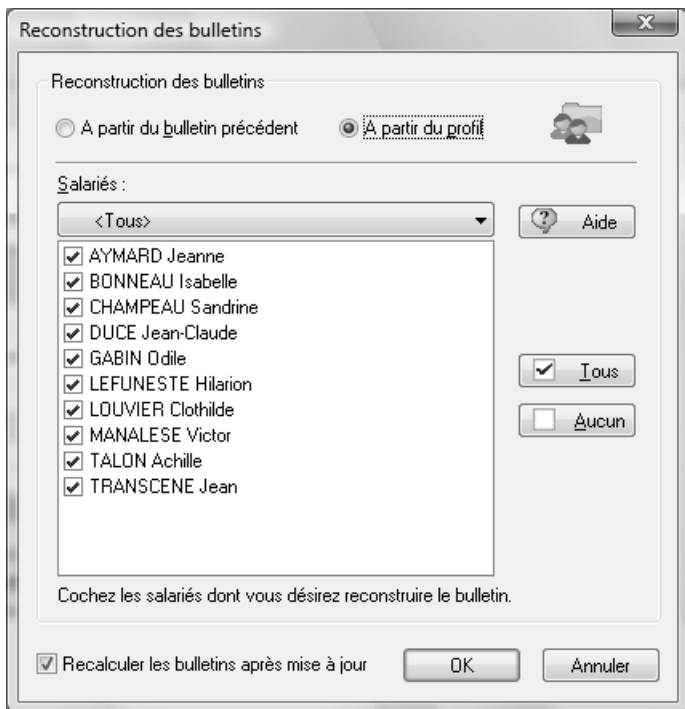 Reconstruction des bulletins
Reconstruction des bulletins
A partir du bulletin précédent
A partir du profil
Salariés :
<Tous>
Aide
AYMARD Jeanne
BONNEAU Isabelle
CHAMPEAU Sandrine
DUCE Jean-Claude
GABIN Odile
LEFUNESTE Hilarion
LOUVIER Clothilde
MANALESE Victor
TALON Achille
TRANSCENE Jean
Tous
Aucun
Cochez les salariés dont vous désirez reconstruire le bulletin.
Recalculer les bulletins après mise à jour
OK
Annuler